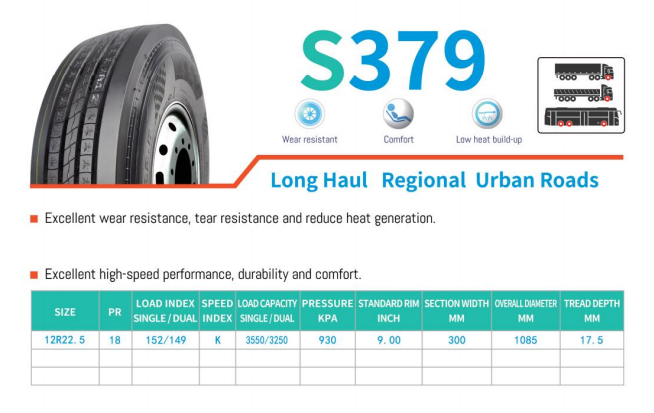 S379
Wear resistant
Comfort
Low heat build-up
Long Haul Regional Urban Roads
Excellent wear resistance, tear resistance and reduce heat generation.
Excellent high-speed performance, durability and comfort.
SIZE PR LOAD INDEX SINGLE / DUAL SPEED INDEX LOAD CAPACITY SINGLE / DUAL PRESSURE KPA STANDARD RIM INCH SECTION WIDTH MM OVERALL DIAMETER MM TREAD DEPTH MM
12R22.5 18 152/149 K 3550/3250 930 9.00 300 1085 17.5